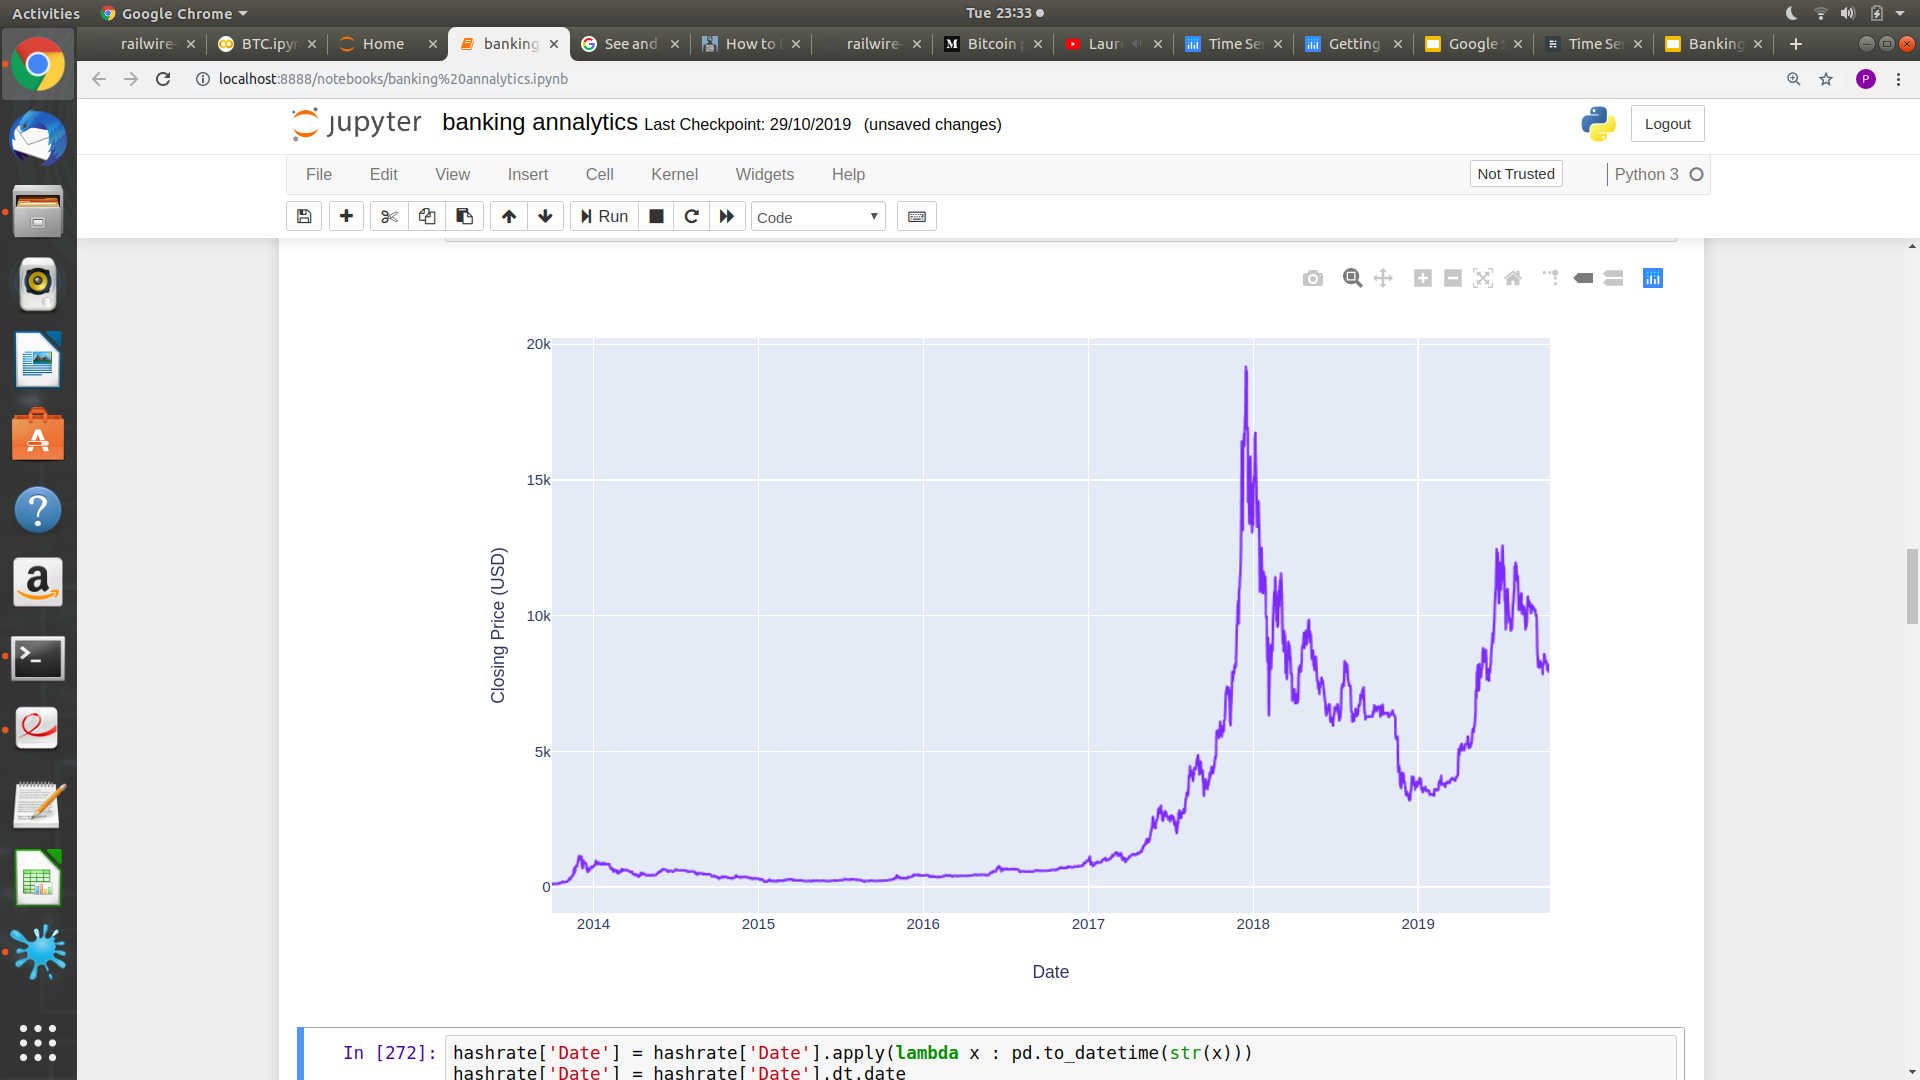 Activities Google Chrome Tue 23:33
railwire- BTC.ipyn Home banking See and How to railwire- Bitcoin Laur Time Se Getting Google Time Se Banking
localhost:8888/notebooks/banking%20annalytics.ipynb P
jupyter banking annalytics Last Checkpoint: 29/10/2019 (unsaved changes) Logout
File Edit View Insert Cell Kernel Widgets Help Not Trusted Python 3
Run Code
20k
15k
10k
5k
0
Closing Price (USD)
2014 2015 2016 2017 2018 2019
Date
In [272]: hashrate['Date'] = hashrate['Date'].apply(lambda x : pd.to_datetime(str(x)))
hashrate['Date'] = hashrate['Date'].dt.date